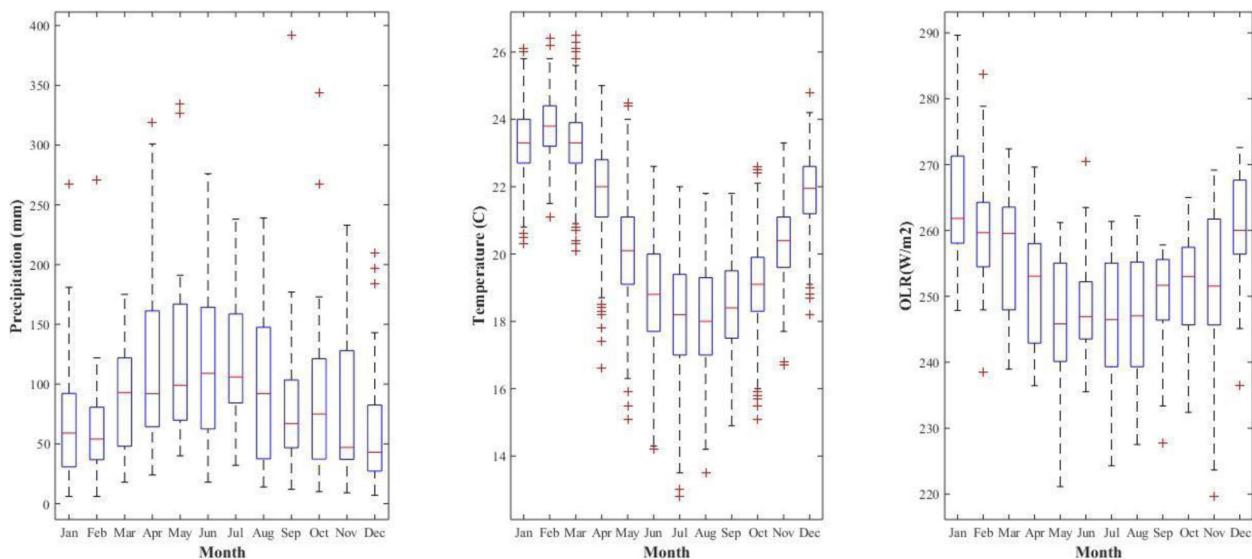 400
350
300
250
200
150
100
50
0
Precipitation (mm)
Jan Feb Mar Apr May Jun Jul Aug Sep Oct Nov Dec
Month
26
24
22
20
18
16
14
Temperature (C)
Jan Feb Mar Apr May Jun Jul Aug Sep Oct Nov Dec
Month
290
280
270
260
250
240
230
220
OLR(W/m2)
Jan Feb Mar Apr May Jun Jul Aug Sep Oct Nov Dec
Month